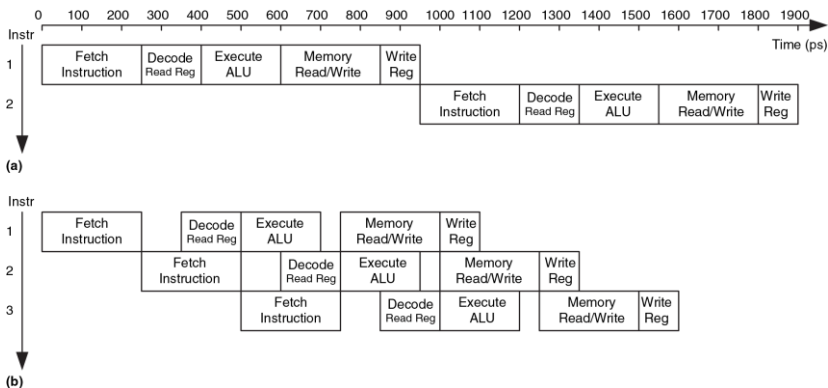 Instr
0 100 200 300 400 500 600 700 800 900 1000 1100 1200 1300 1400 1500 1600 1700 1800 1900
Time (ps)
1
Fetch
Instruction
Decode
Read Reg
Execute
ALU
Memory
Read/Write
Write
Reg
2
Fetch
Instruction
Decode
Read Reg
Execute
ALU
Memory
Read/Write
Write
Reg
(a)
Instr
1
Fetch
Instruction
Decode
Read Reg
Execute
ALU
Memory
Read/Write
Write
Reg
2
Fetch
Instruction
Decode
Read Reg
Execute
ALU
Memory
Read/Write
Write
Reg
3
Fetch
Instruction
Decode
Read Reg
Execute
ALU
Memory
Read/Write
Write
Reg
(b)